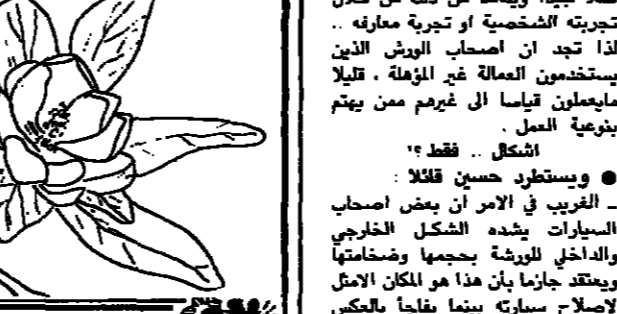 تجربته الشخصية او تجربة معارفه ..
لذا تجد ان اصحاب الورش الذين
يستخدمون العمالة غير المؤهلة ، قليلا
مايعملون قياسا الى غيرهم ممن يهتم
بنوعية العمل .
اشكال .. فقط ؟!
● ويستطرد حسين قائلا :
ـ الغريب في الامر ان بعض اصحاب
السيارات يشده الشكل الخارجي
والداخلي للورشة بحجمها وضخامتها
ويعتقد جازما بأن هذا هو المكان الامثل
لاصلاح سيارته بينما يفاجأ بالعكس